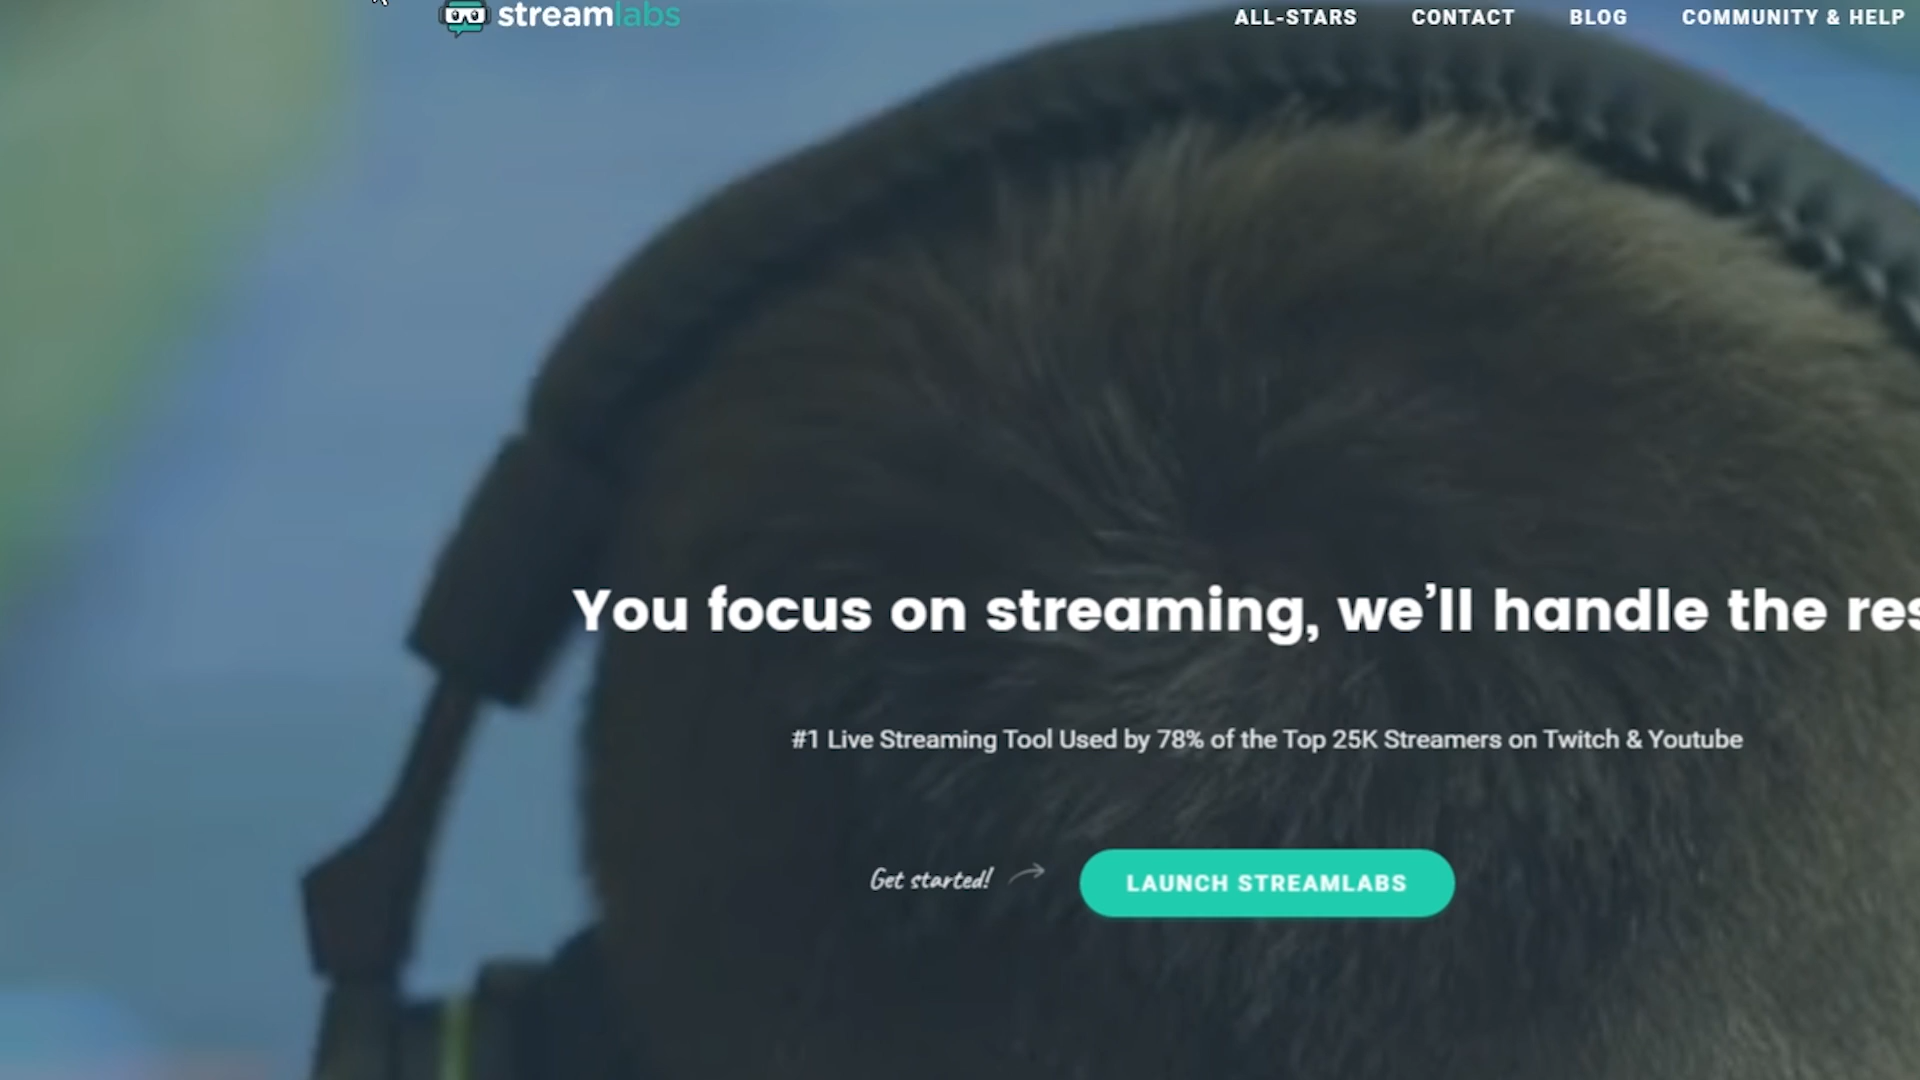 streamlabs
ALL-STARS CONTACT BLOG COMMUNITY & HELP
You focus on streaming, we'll handle the
#1 Live Streaming Tool Used by 78% of the Top 25K Streamers on Twitch & Youtube
Get started! LAUNCH STREAMLABS